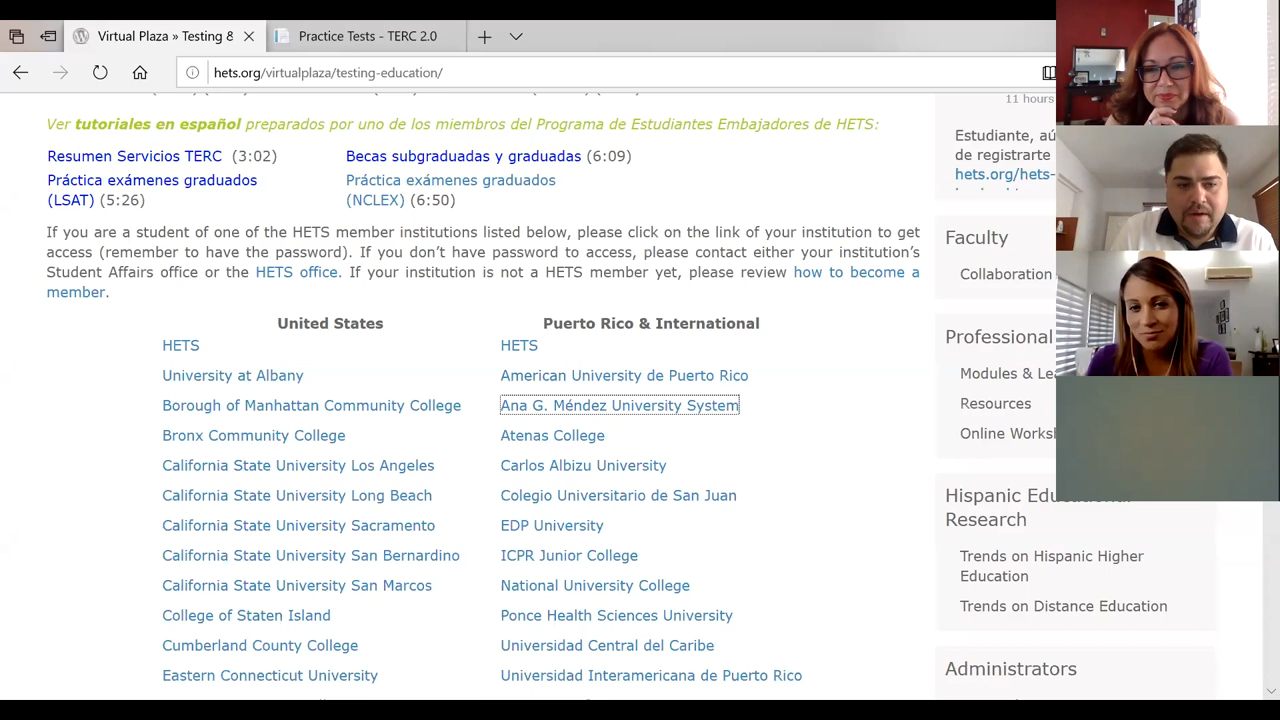 Virtual Plaza » Testing &
Practice Tests - TERC 2.0
hets.org/virtualplaza/testing-education/
Ver tutoriales en español preparados por uno de los miembros del Programa de Estudiantes Embajadores de HETS:
Resumen Servicios TERC (3:02)
Becas subgraduadas y graduadas (6:09)
Práctica exámenes graduados
(LSAT) (5:26)
Práctica exámenes graduados
(NCLEX) (6:50)
If you are a student of one of the HETS member institutions listed below, please click on the link of your institution to get
access (remember to have the password). If you don't have password to access, please contact either your institution's
Student Affairs office or the HETS office. If your institution is not a HETS member yet, please review how to become a
member.
United States
HETS
University at Albany
Borough of Manhattan Community College
Bronx Community College
California State University Los Angeles
California State University Long Beach
California State University Sacramento
California State University San Bernardino
California State University San Marcos
College of Staten Island
Cumberland County College
Eastern Connecticut University
Puerto Rico & International
HETS
American University de Puerto Rico
Ana G. Méndez University System
Atenas College
Carlos Albizu University
Colegio Universitario de San Juan
EDP University
ICPR Junior College
National University College
Ponce Health Sciences University
Universidad Central del Caribe
Universidad Interamericana de Puerto Rico
11 hours
Estudiante, aú
de registrarte
hets.org/hets-
Faculty
Collaboration
Professional
Modules & Le
Resources
Online Worksh
Hispanic Educational
Research
Trends on Hispanic Higher
Education
Trends on Distance Education
Administrators